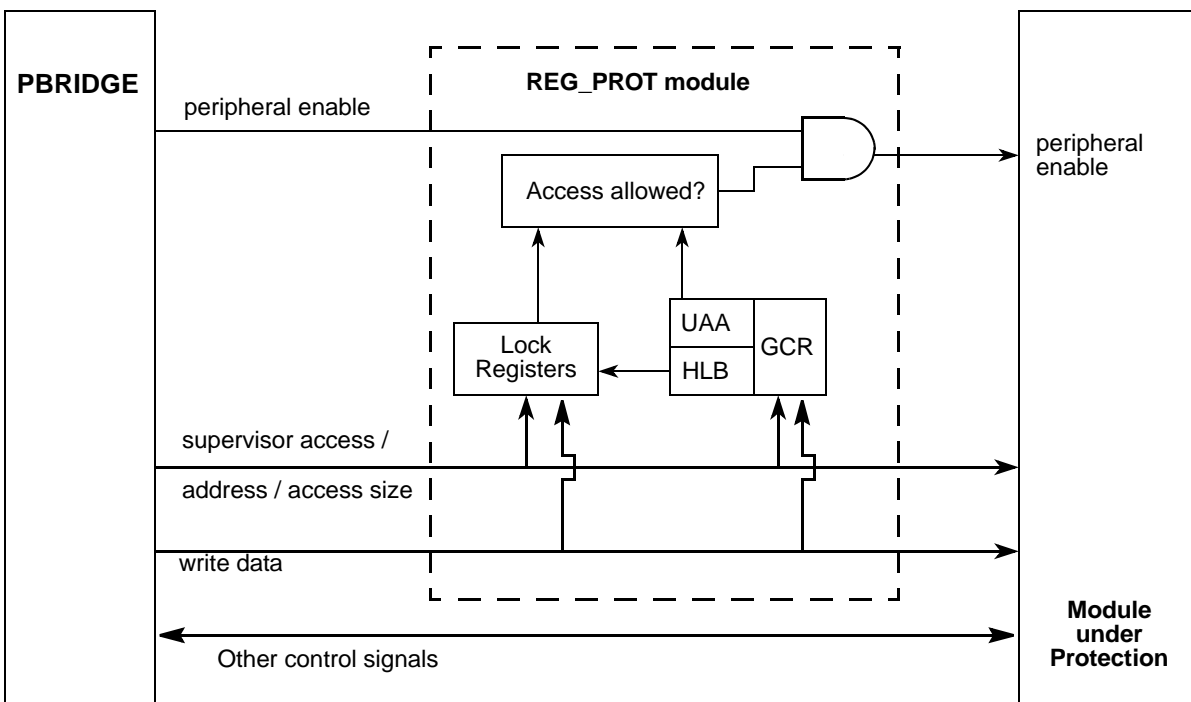 PBRIDGE
REG_PROT module
peripheral enable
peripheral
enable
Access allowed?
UAA
GCR
HLB
Lock
Registers
supervisor access /
address / access size
write data
Other control signals
Module
under
Protection